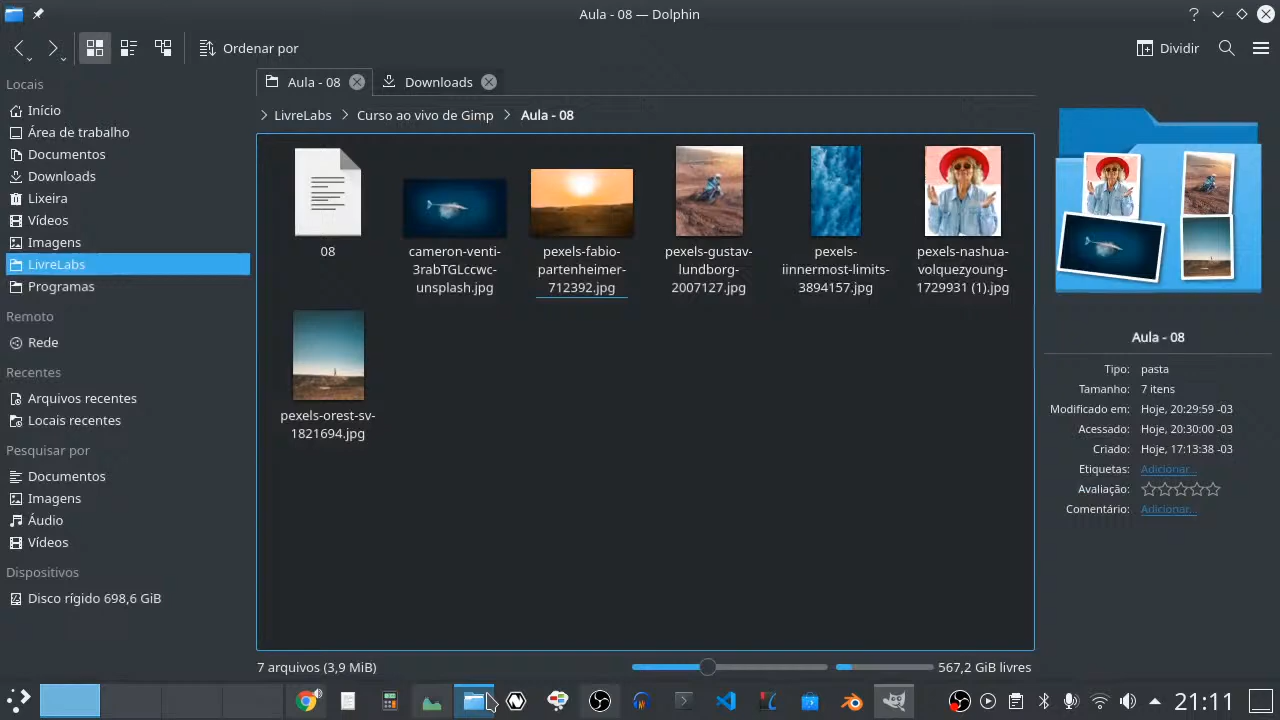 Aula - 08 — Dolphin
Ordenar por
Dividir
Locais
Início
Área de trabalho
Documentos
Downloads
Lixeira
Vídeos
Imagens
LivreLabs
Programas
Remoto
Rede
Recentes
Arquivos recentes
Locais recentes
Pesquisar por
Documentos
Imagens
Áudio
Vídeos
Dispositivos
Disco rígido 698,6 GiB
Aula - 08
Downloads
LivreLabs
Curso ao vivo de Gimp
Aula - 08
08
cameron-venti-
3rabTGLccwc-
unsplash.jpg
pexels-fabio-
partenheimer-
712392.jpg
pexels-gustav-
lundborg-
2007127.jpg
pexels-
iinnermost-limits-
3894157.jpg
pexels-nashua-
volquezyoung-
1729931 (1).jpg
pexels-orest-sv-
1821694.jpg
7 arquivos (3,9 MiB)
567,2 GiB livres
Aula - 08
Tipo: pasta
Tamanho: 7 itens
Modificado em: Hoje, 20:29:59 -03
Acessado: Hoje, 20:30:00 -03
Criado: Hoje, 17:13:38 -03
Etiquetas: Adicionar...
Avaliação:
Comentário: Adicionar...
21:11